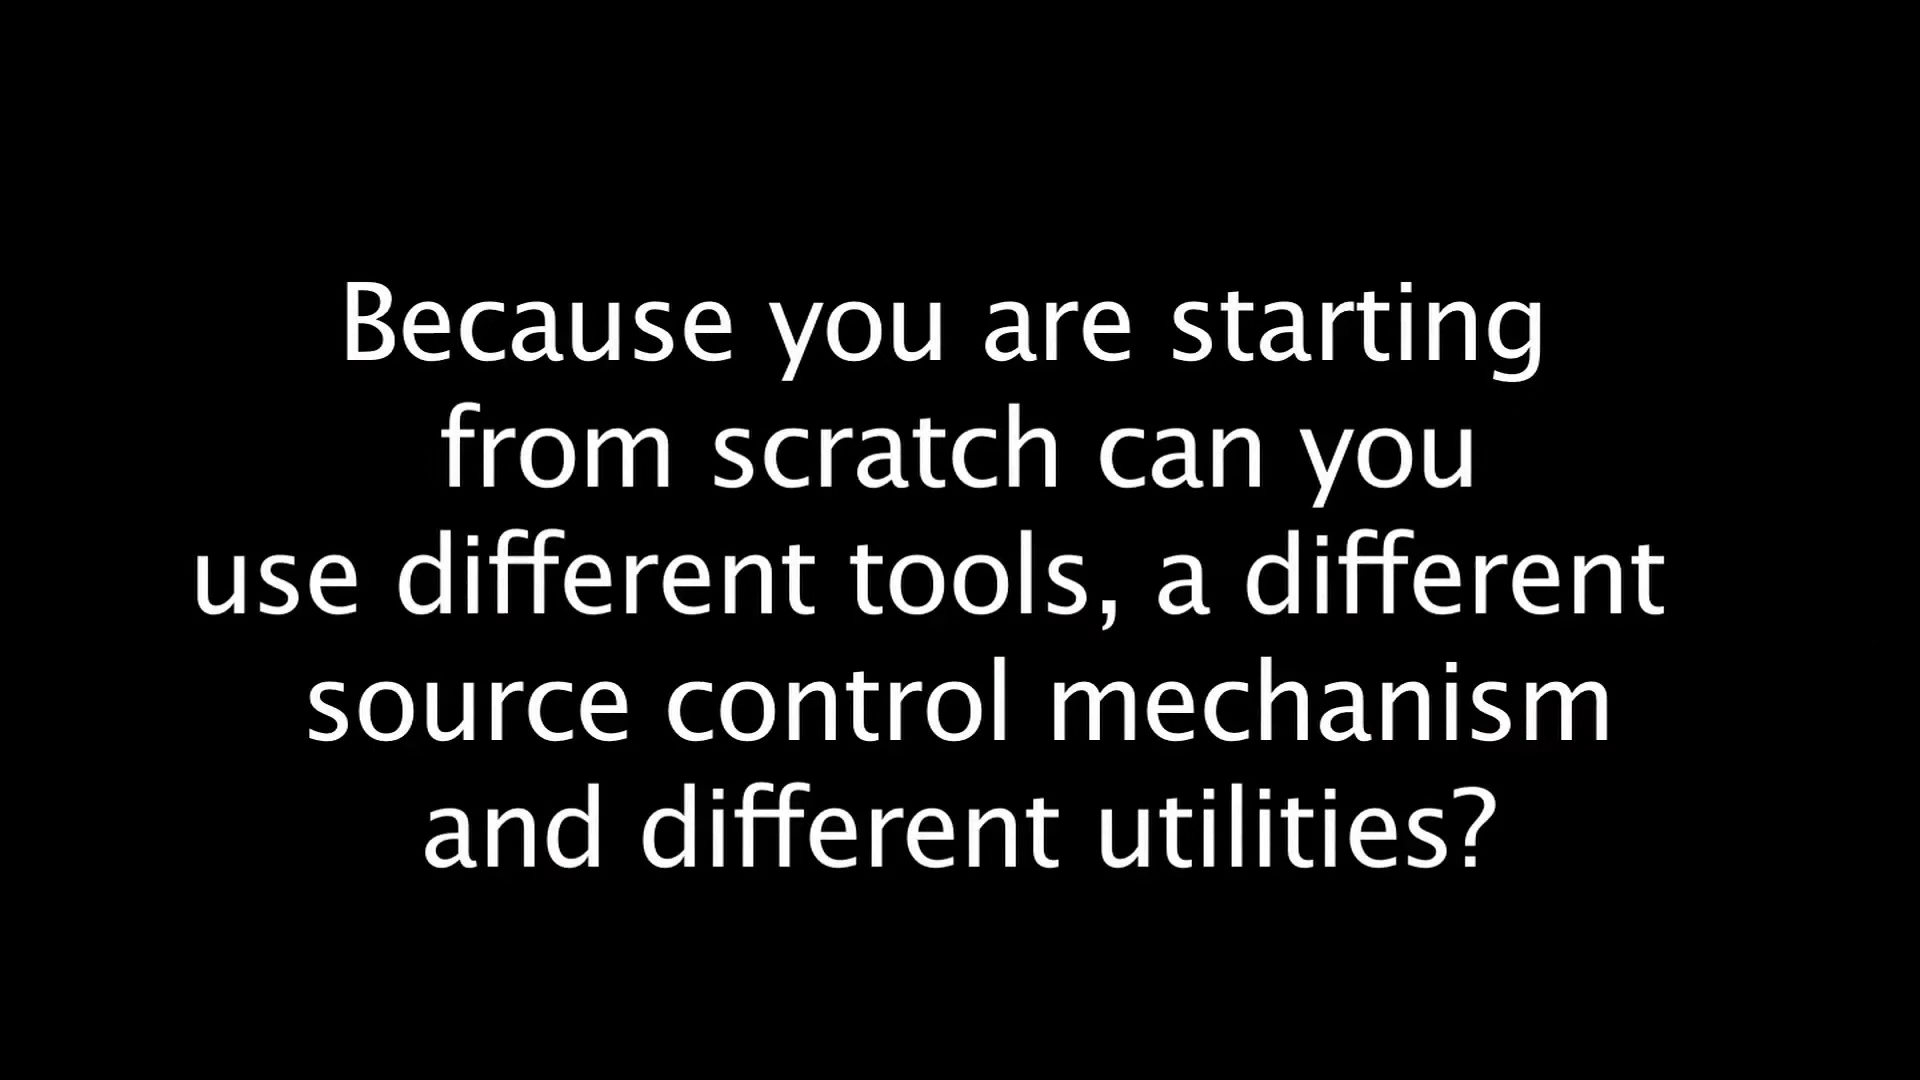 Because you are starting
from scratch can you
use different tools, a different
source control mechanism
and different utilities?